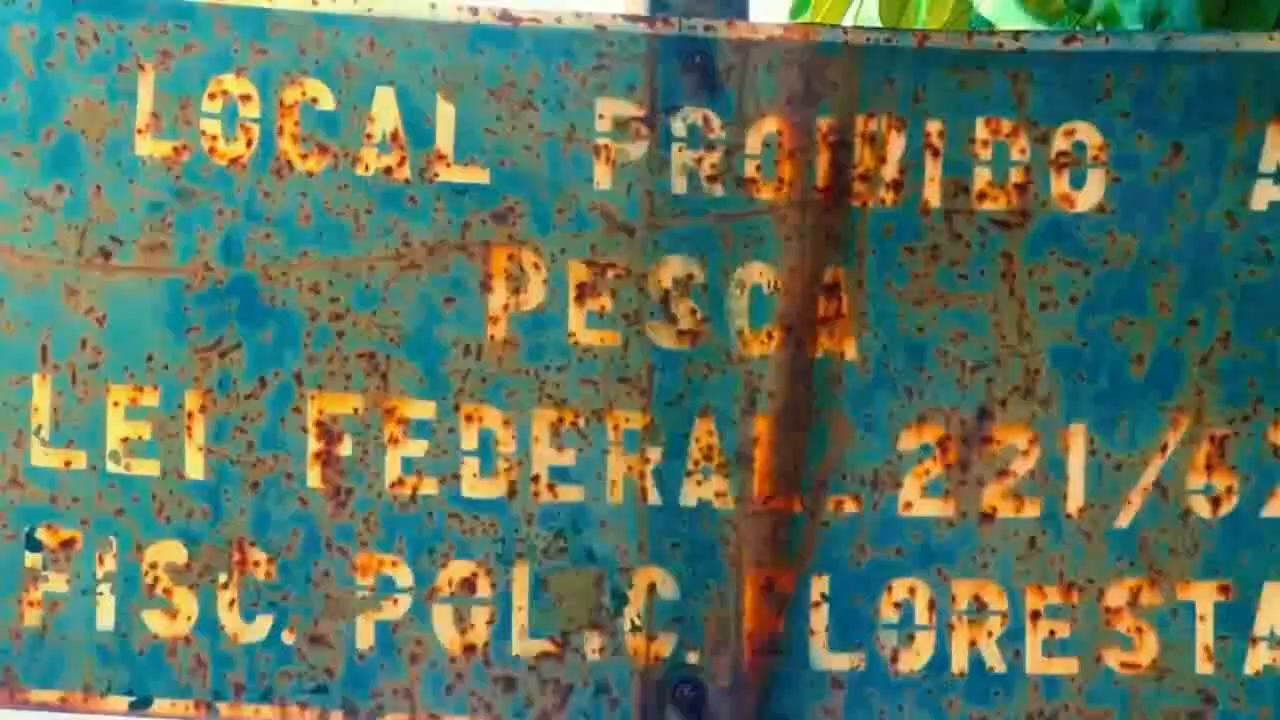 LOCAL PROIBIDO A
PESCA
LEI FEDERAL 221/6
FISC. POL. C. FLORESTA